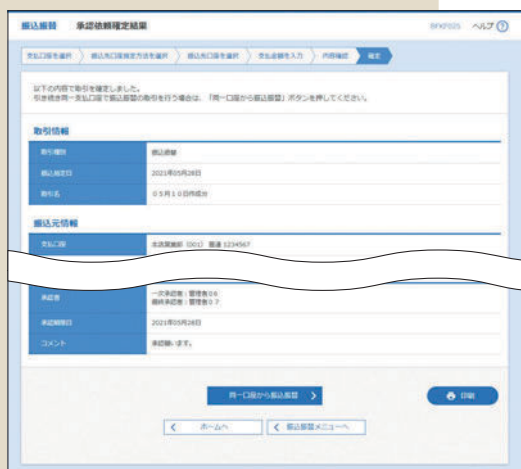 振込振替 承認依頼確定結果 BFKF025 ヘルプ ?
支払口座を選択 振込先口座指定方法を選択 振込先口座を選択 支払金額を入力 内容確認 確定
以下の内容で取引を確定しました。
引き続き同一支払口座で振込振替の取引を行う場合は、「同一口座から振込振替」ボタンを押してください。
取引情報
取引種別 振込振替
振込指定日 2021年05月28日
取引名 05月10日作成分
振込元情報
支払口座 (001) 普通 1234567
承認者 一次承認者:管理者06
最終承認者:管理者07
承認期限日 2021年05月28日
コメント 承認願います。
同一口座から振込振替
印刷
ホームへ 振込振替メニューへ